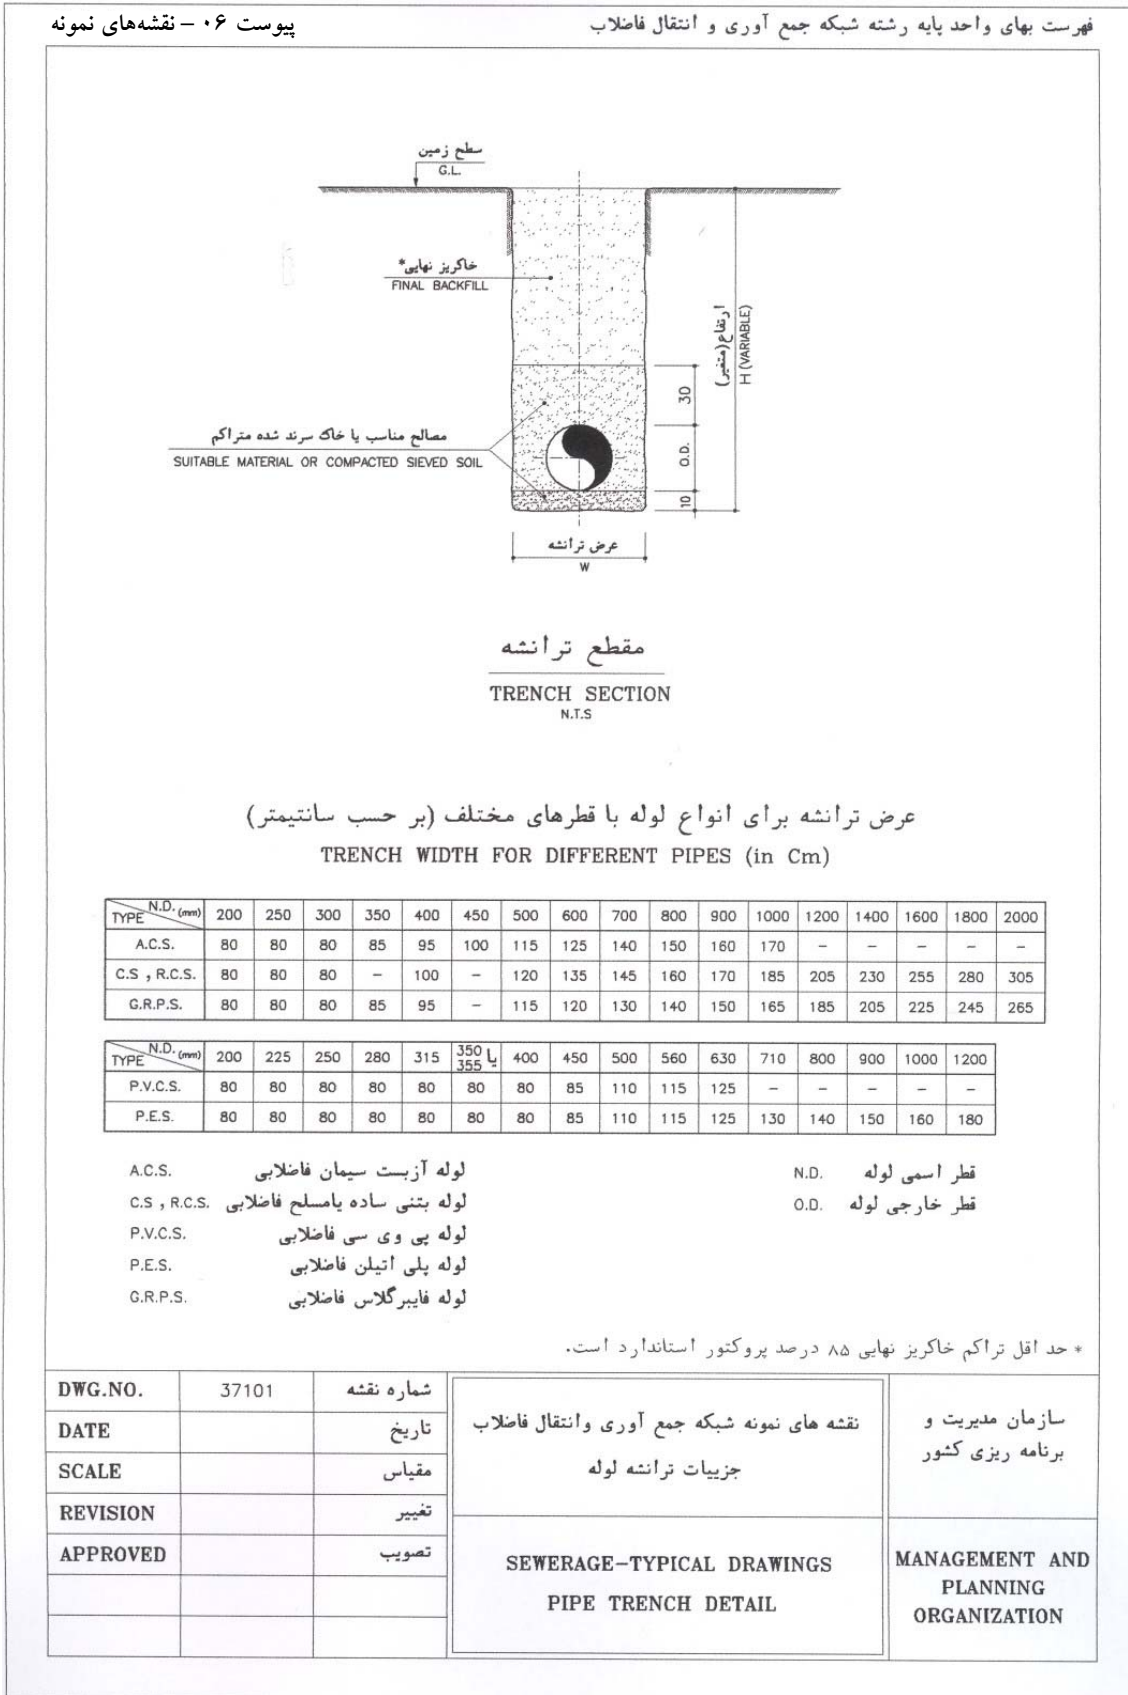 فهرست بهای واحد پایه رشته شبکه جمع آوری و انتقال فاضلاب
پیوست ۰۶ – نقشه‌های نمونه
سطح زمین
G.L.
خاکریز نهایی*
FINAL BACKFILL
ارتفاع(متغیر)
H (VARIABLE)
30
O.D.
10
مصالح مناسب یا خاک سرند شده متراکم
SUITABLE MATERIAL OR COMPACTED SIEVED SOIL
عرض ترانشه
W
مقطع ترانشه
TRENCH SECTION
N.T.S
عرض ترانشه برای انواع لوله با قطرهای مختلف (بر حسب سانتیمتر)
TRENCH WIDTH FOR DIFFERENT PIPES (in Cm)
TYPE N.D. (mm) 200 250 300 350 400 450 500 600 700 800 900 1000 1200 1400 1600 1800 2000
A.C.S. 80 80 80 85 95 100 115 125 140 150 160 170 – – – – –
C.S , R.C.S. 80 80 80 – 100 – 120 135 145 160 170 185 205 230 255 280 305
G.R.P.S. 80 80 80 85 95 – 115 120 130 140 150 165 185 205 225 245 265
TYPE N.D. (mm) 200 225 250 280 315 350 یا 355 400 450 500 560 630 710 800 900 1000 1200
P.V.C.S. 80 80 80 80 80 80 80 85 110 115 125 – – – – –
P.E.S. 80 80 80 80 80 80 80 85 110 115 125 130 140 150 160 180
A.C.S. لوله آزبست سیمان فاضلابی
C.S , R.C.S. لوله بتنی ساده یامسلح فاضلابی
P.V.C.S. لوله پی وی سی فاضلابی
P.E.S. لوله پلی اتیلن فاضلابی
G.R.P.S. لوله فایبرگلاس فاضلابی
N.D. قطر اسمی لوله
O.D. قطر خارجی لوله
* حد اقل تراکم خاکریز نهایی ۸۵ درصد پروکتور استاندارد است.
DWG.NO. 37101 شماره نقشه
DATE تاریخ
SCALE مقیاس
REVISION تغییر
APPROVED تصویب
نقشه های نمونه شبکه جمع آوری وانتقال فاضلاب
جزییات ترانشه لوله
SEWERAGE–TYPICAL DRAWINGS
PIPE TRENCH DETAIL
سازمان مدیریت و
برنامه ریزی کشور
MANAGEMENT AND
PLANNING
ORGANIZATION